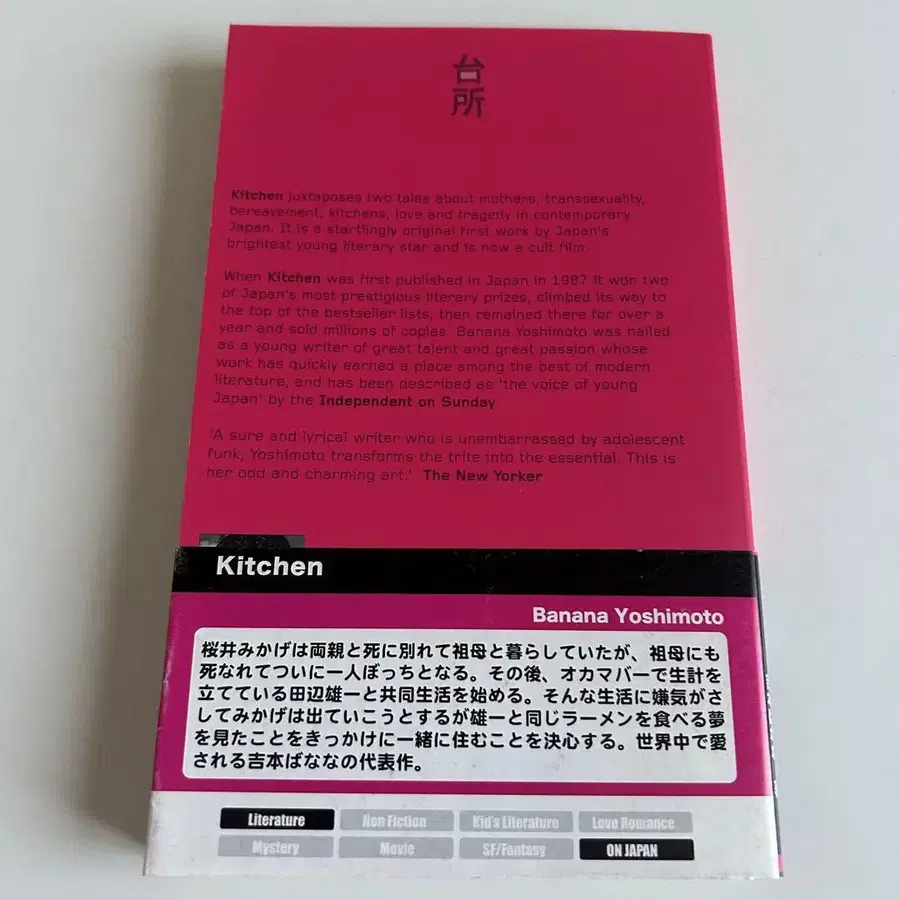 台所
Kitchen juxtaposes two tales about mothers, transsexuality,
bereavement, kitchens, love and tragedy in contemporary
Japan. It is a startlingly original first work by Japan's
brightest young literary star and is now a cult film.
When Kitchen was first published in Japan in 1987 it won two
of Japan's most prestigious literary prizes, climbed its way to
the top of the bestseller lists, then remained there for over a
year and sold millions of copies. Banana Yoshimoto was hailed
as a young writer of great talent and great passion whose
work has quickly earned a place among the best of modern
literature, and has been described as 'the voice of young
Japan' by the Independent on Sunday.
'A sure and lyrical writer who is unembarrassed by adolescent
funk, Yoshimoto transforms the trite into the essential. This is
her odd and charming art.' The New Yorker
Kitchen
Banana Yoshimoto
桜井みかげは両親と死に別れて祖母と暮らしていたが、祖母にも
死なれてついに一人ぼっちとなる。その後、オカマバーで生計を
立てている田辺雄一と共同生活を始める。そんな生活に嫌気がさ
してみかげは出ていこうとするが雄一と同じラーメンを食べる夢
を見たことをきっかけに一緒に住むことを決心する。世界中で愛
される吉本ばななの代表作。
Literature Non Fiction Kid's Literature Love Romance
Mystery Movie SF/Fantasy ON JAPAN